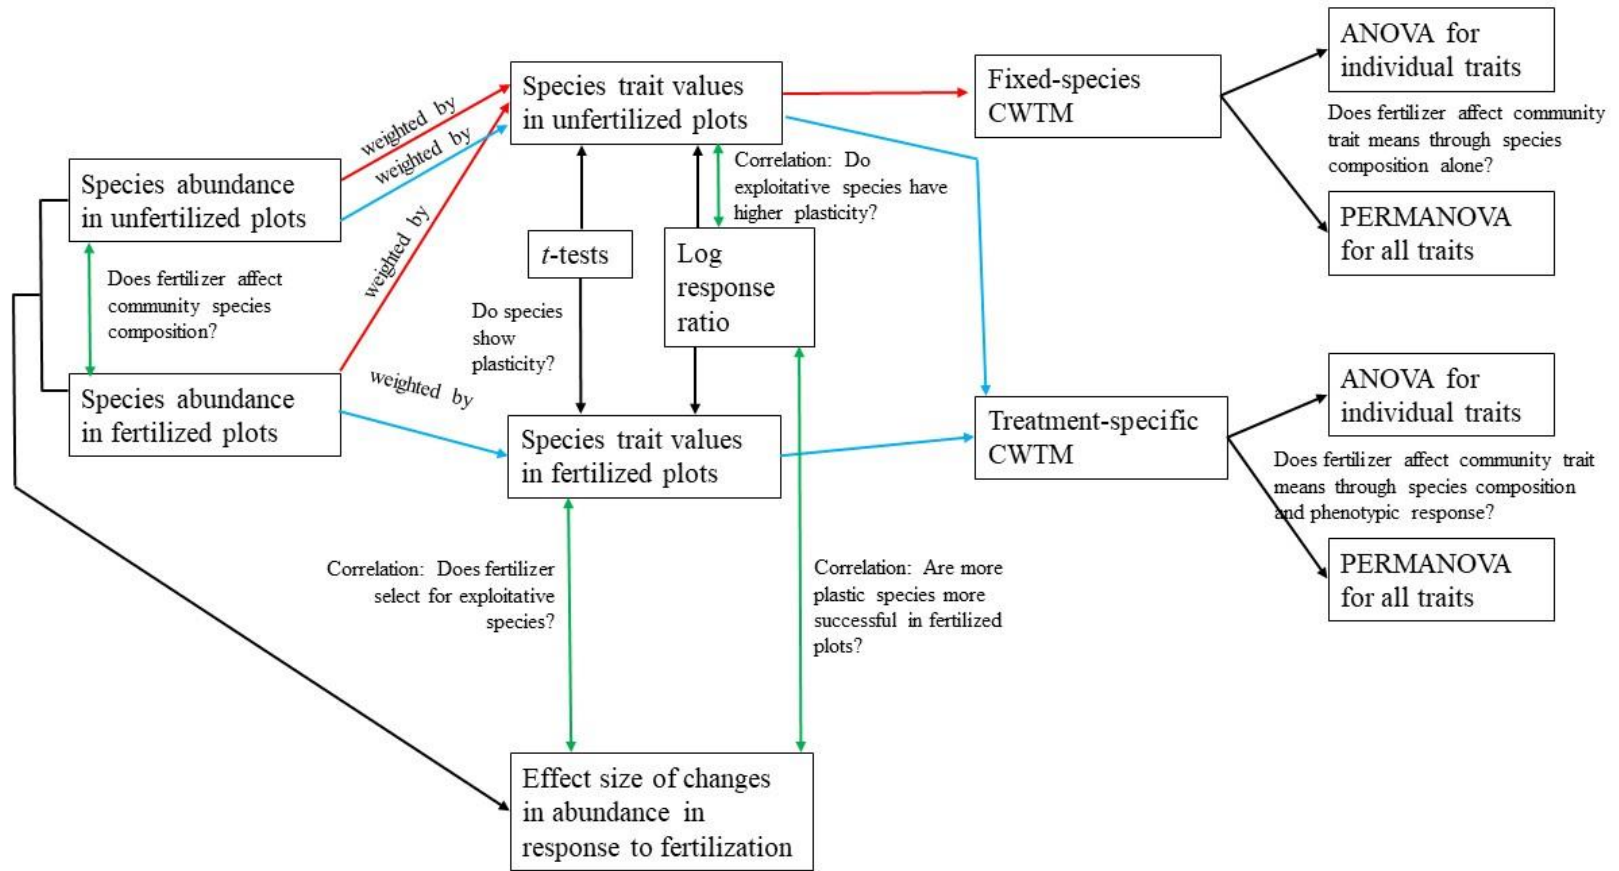 Species abundance
in unfertilized plots
Does fertilizer affect
community species
composition?
Species abundance
in fertilized plots
weighted by
weighted by
weighted by
weighted by
Species trait values
in unfertilized plots
t-tests
Do species
show
plasticity?
Correlation: Do
exploitative species have
higher plasticity?
Log
response
ratio
Species trait values
in fertilized plots
Correlation: Does fertilizer
select for exploitative
species?
Correlation: Are more
plastic species more
successful in fertilized
plots?
Effect size of changes
in abundance in
response to fertilization
Fixed-species
CWTM
Treatment-specific
CWTM
ANOVA for
individual traits
Does fertilizer affect community
trait means through species
composition alone?
PERMANOVA
for all traits
ANOVA for
individual traits
Does fertilizer affect community trait
means through species composition
and phenotypic response?
PERMANOVA
for all traits